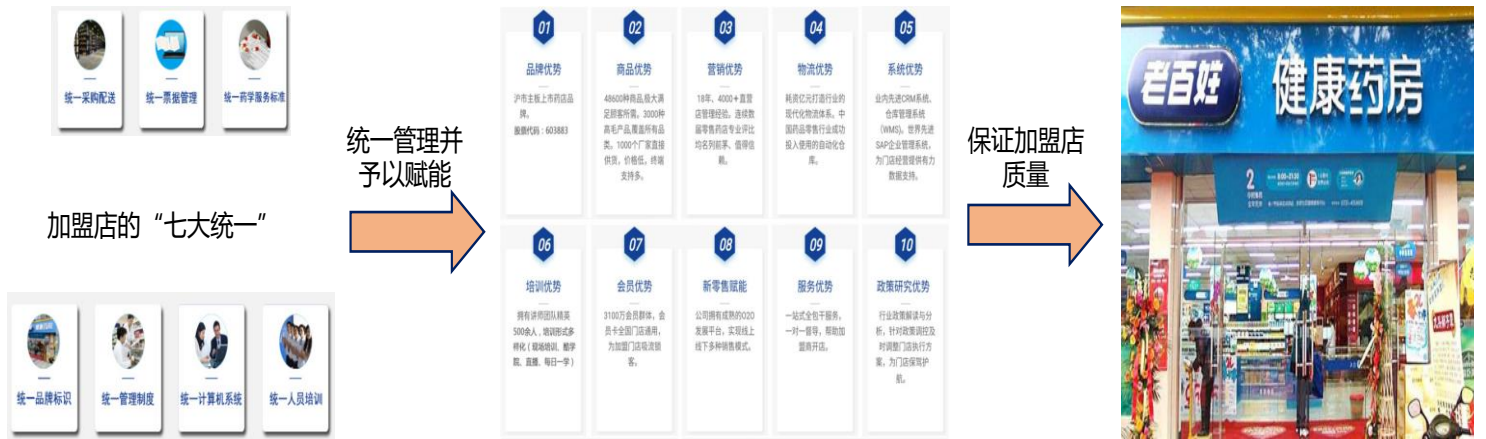 统一采购配送
统一票据管理
统一药学服务标准
加盟店的“七大统一”
统一品牌标识
统一管理制度
统一计算机系统
统一人员培训
统一管理并
予以赋能
01
品牌优势
沪市主板上市药店品
牌。
股票代码：603883
02
商品优势
48600种商品,极大满
足顾客所需。3000种
高毛产品,覆盖所有品
类。1000个厂家直接
供货，价格低，终端
支持多。
03
营销优势
18年、4000+直营
店管理经验。连续数
届零售药店专业评比
均名列前茅、值得信
赖。
04
物流优势
耗资亿元打造行业的
现代化物流体系。中
国药品零售行业成功
投入使用的自动化仓
库。
05
系统优势
业内先进CRM系统、
仓库管理系统
（WMS)。世界先进
SAP企业管理系统，
为门店经营提供有力
数据支持。
06
培训优势
拥有讲师团队精英
500余人，培训形式多
样化（现场培训、酷学
院、直播、每日一学）
07
会员优势
3100万会员群体，会
员卡全国门店通用，
为加盟门店吸流锁
客。
08
新零售赋能
公司拥有成熟的O2O
发展平台，实现线上
线下多种销售模式。
09
服务优势
一站式全包干服务，
一对一督导，帮助加
盟商开店。
10
政策研究优势
行业政策解读与分
析，针对政策调控及
时调整门店执行方
案，为门店保驾护
航。
保证加盟店
质量
老百姓 健康药房
2